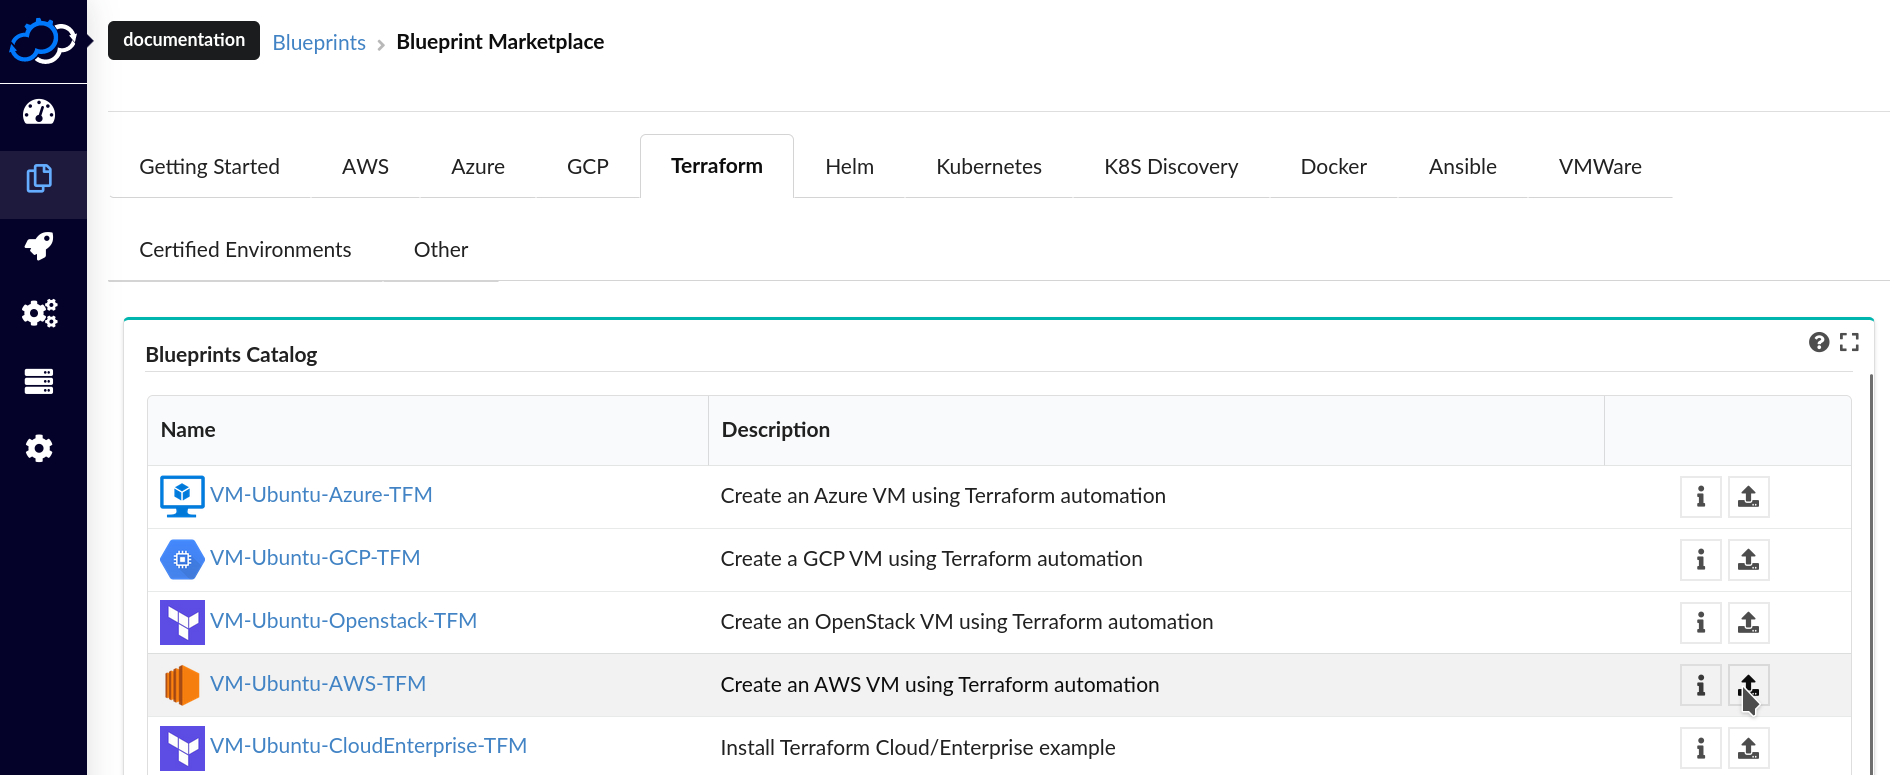 documentation Blueprints › Blueprint Marketplace
Getting Started AWS Azure GCP Terraform Helm Kubernetes K8S Discovery Docker Ansible VMWare
Certified Environments Other
Blueprints Catalog
Name Description
VM-Ubuntu-Azure-TFM Create an Azure VM using Terraform automation
VM-Ubuntu-GCP-TFM Create a GCP VM using Terraform automation
VM-Ubuntu-Openstack-TFM Create an OpenStack VM using Terraform automation
VM-Ubuntu-AWS-TFM Create an AWS VM using Terraform automation
VM-Ubuntu-CloudEnterprise-TFM Install Terraform Cloud/Enterprise example